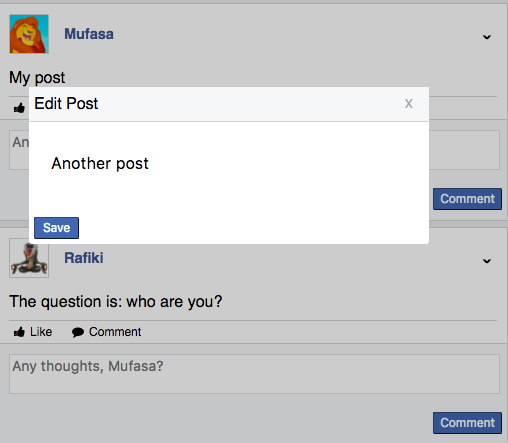 Mufasa
My post
Edit Post x
An
Another post
Comment
Save
Rafiki
The question is: who are you?
Like Comment
Any thoughts, Mufasa?
Comment